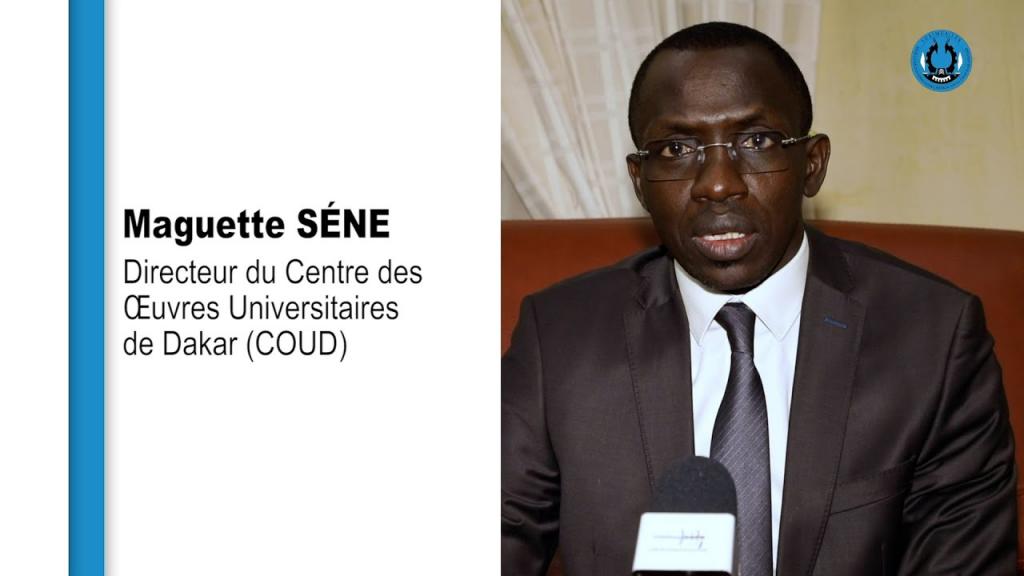 Maguette SÉNE
Directeur du Centre des
Œuvres Universitaires
de Dakar (COUD)